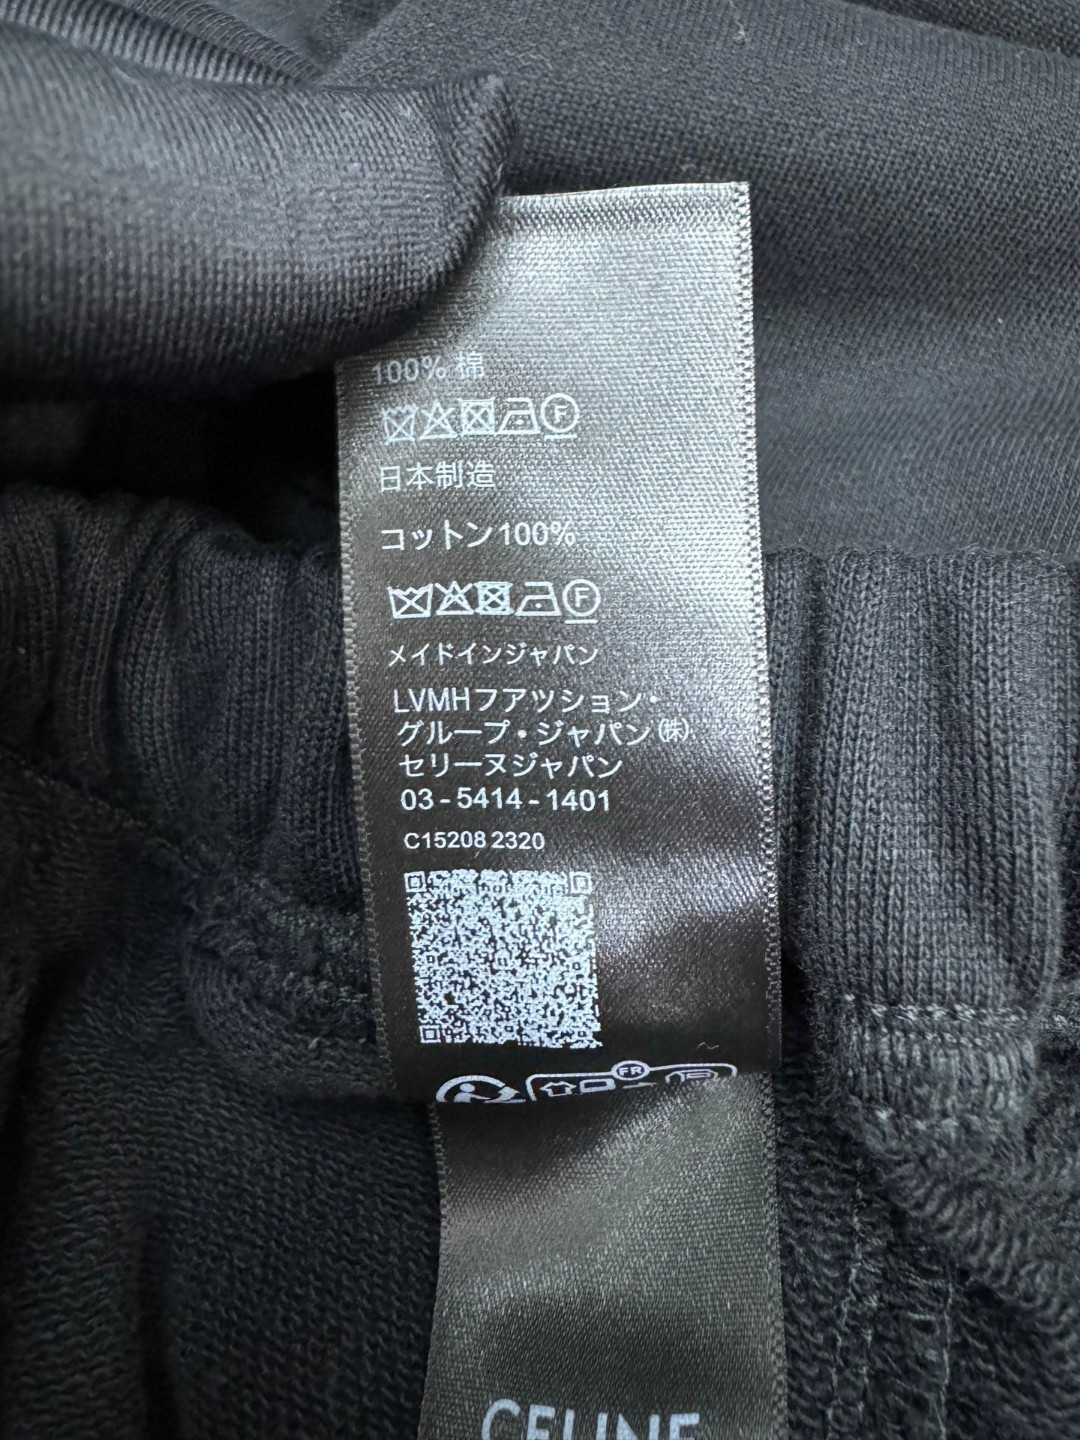 100% 棉
日本制造
コットン100%
F
メイドインジャパン
LVMHフアツション・
グループ・ジャパン㈱
セリーヌジャパン
03-5414-1401
C15208 2320
FR
CELINE